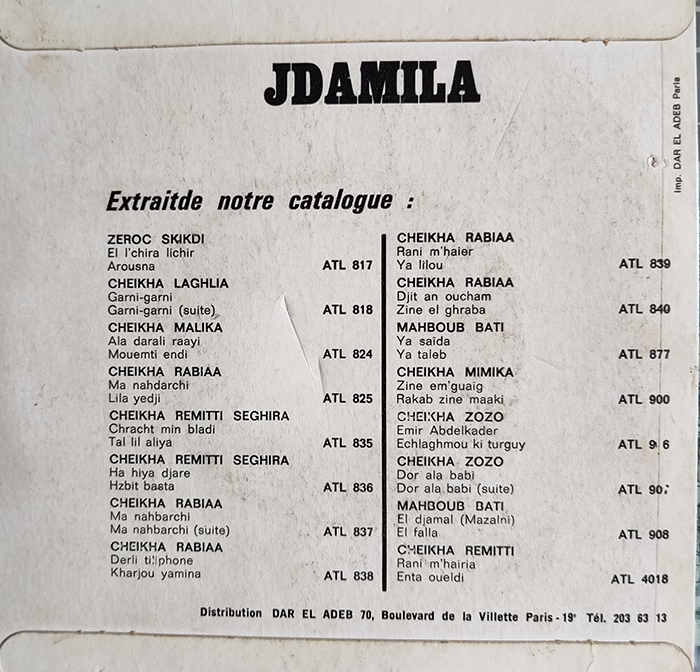 JDAMILA
Imp. DAR EL ADEB Paris
Extraitde notre catalogue :
ZEROC SKIKDI
El l'chira lichir
Arousna ATL 817
CHEIKHA LAGHLIA
Garni-garni
Garni-garni (suite) ATL 818
CHEIKHA MALIKA
Ala darali raayi
Mouemti endi ATL 824
CHEIKHA RABIAA
Ma nahdarchi
Lila yedji ATL 825
CHEIKHA REMITTI SEGHIRA
Chracht min bladi
Tal lil aliya ATL 835
CHEIKHA REMITTI SEGHIRA
Ha hiya djare
Hzbit basta ATL 836
CHEIKHA RABIAA
Ma nahbarchi
Ma nahbarchi (suite) ATL 837
CHEIKHA RABIAA
Derli
Kharjou yamina ATL 838
CHEIKHA RABIAA
Rani m'haier
Ya lilou ATL 839
CHEIKHA RABIAA
Djit an oucham
Zine el ghraba ATL 840
MAHBOUB BATI
Ya saïda
Ya taleb ATL 877
CHEIKHA MIMIKA
Zine em'guaig
Rakab zine maaki ATL 900
CHEIKHA ZOZO
Emir Abdelkader
Echlaghmou ki turguy ATL
CHEIKHA ZOZO
Dor ala babi
Dor ala babi (suite) ATL
MAHBOUB BATI
El djamal (Mazalni)
El falla ATL 908
CHEIKHA REMITTI
Rani m'hairia
Enta oueldi ATL 4018
Distribution DAR EL ADEB 70, Boulevard de la Villette Paris - 19e Tél. 203 63 13